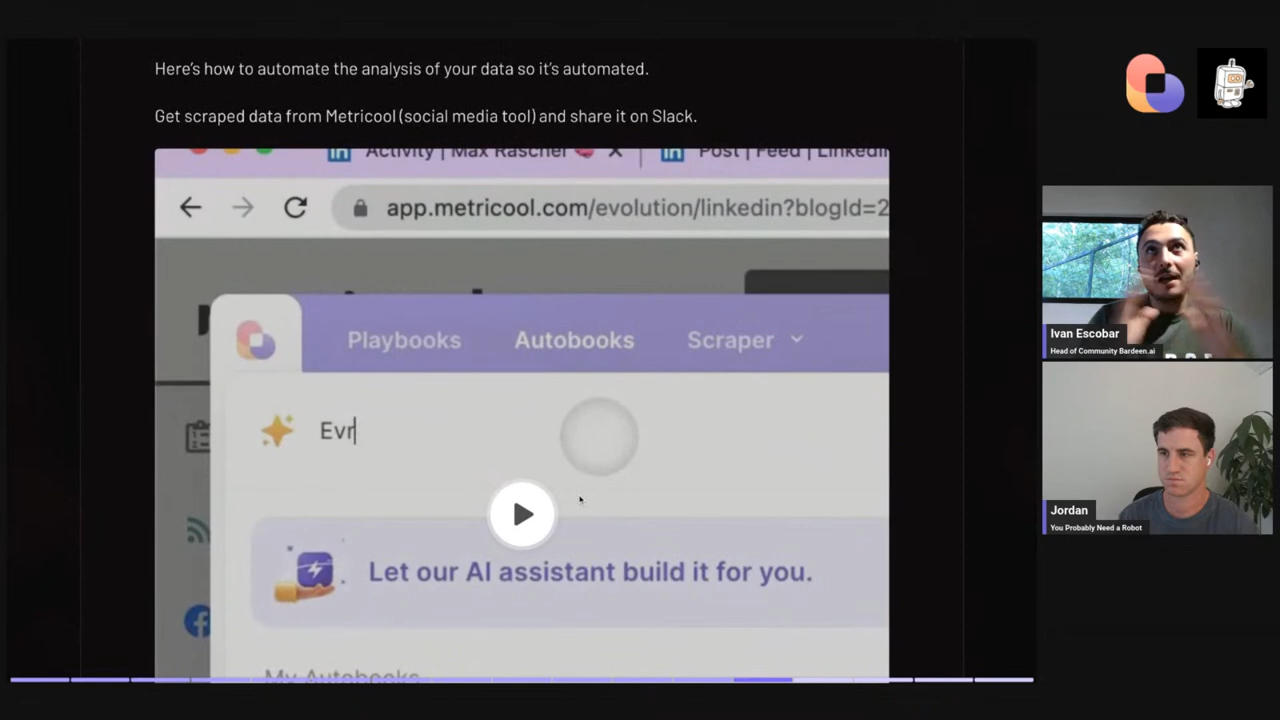 Here's how to automate the analysis of your data so it's automated.
Get scraped data from Metricool (social media tool) and share it on Slack.
Activity | Max Rascher
Post | Feed | LinkedIn
app.metricool.com/evolution/linkedin?blogId=2
Playbooks Autobooks Scraper
Evr
Let our AI assistant build it for you.
My Autobooks
Ivan Escobar
Head of Community Bardeen.ai
Jordan
You Probably Need a Robot